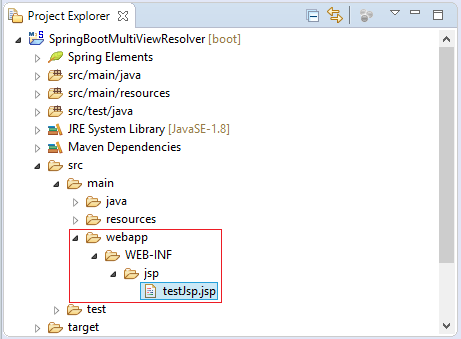 Project Explorer
SpringBootMultiViewResolver [boot]
Spring Elements
src/main/java
src/main/resources
src/test/java
JRE System Library [JavaSE-1.8]
Maven Dependencies
src
main
java
resources
webapp
WEB-INF
jsp
testJsp.jsp
test
target